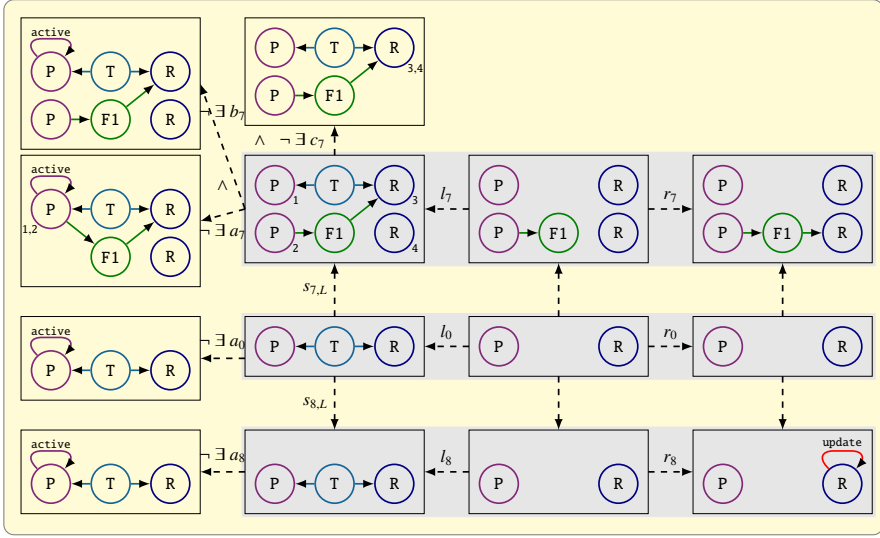 active
P T R
P F1 R
¬ ∃ b₇
P T R
P F1
3,4
∧ ¬ ∃ c₇
active
P T R
1,2
F1 R
∧
¬ ∃ a₇
P 1 T R 3
P 2 F1 R 4
l₇
P R
P F1
r₇
P R
P F1 R
s₇,L
active
P T R
¬ ∃ a₀
P T R
l₀
P R
r₀
P R
s₈,L
active
P T R
¬ ∃ a₈
P T R
l₈
P R
r₈
update
P R